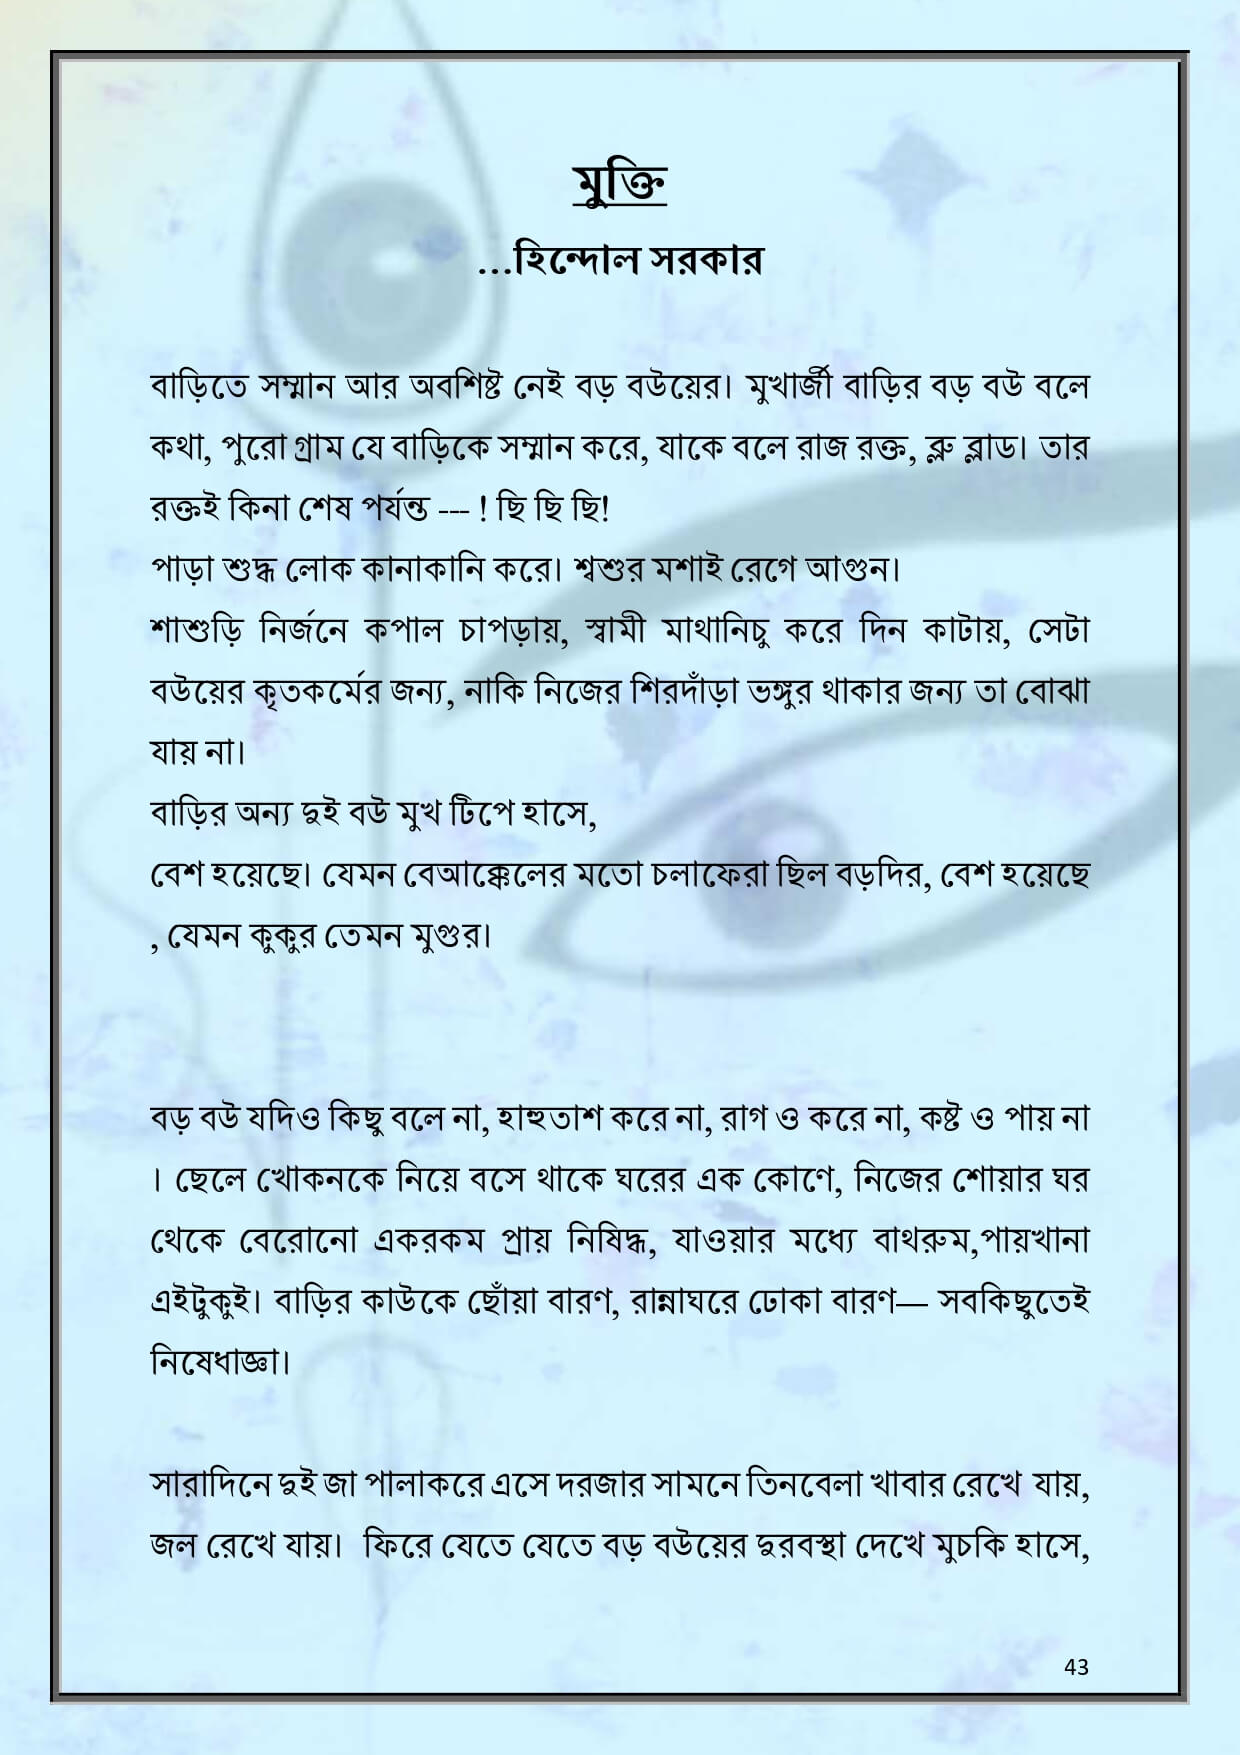 মুক্তি
...হিন্দোল সরকার
বাড়িতে সম্মান আর অবশিষ্ট নেই বড় বউয়ের। মুখার্জী বাড়ির বড় বউ বলে
কথা, পুরো গ্রাম যে বাড়িকে সম্মান করে, যাকে বলে রাজ রক্ত, ব্লু ব্লাড। তার
রক্তই কিনা শেষ পর্যন্ত --- ! ছি ছি ছি!
পাড়া শুদ্ধ লোক কানাকানি করে। শ্বশুর মশাই রেগে আগুন।
শাশুড়ি নির্জনে কপাল চাপড়ায়, স্বামী মাথানিচু করে দিন কাটায়, সেটা
বউয়ের কৃতকর্মের জন্য, নাকি নিজের শিরদাঁড়া ভঙ্গুর থাকার জন্য তা বোঝা
যায় না।
বাড়ির অন্য দুই বউ মুখ টিপে হাসে,
বেশ হয়েছে। যেমন বেআক্কেলের মতো চলাফেরা ছিল বড়দির, বেশ হয়েছে
, যেমন কুকুর তেমন মুগুর।
বড় বউ যদিও কিছু বলে না, হাহুতাশ করে না, রাগ ও করে না, কষ্ট ও পায় না
। ছেলে খোকনকে নিয়ে বসে থাকে ঘরের এক কোণে, নিজের শোয়ার ঘর
থেকে বেরোনো একরকম প্রায় নিষিদ্ধ, যাওয়ার মধ্যে বাথরুম,পায়খানা
এইটুকুই। বাড়ির কাউকে ছোঁয়া বারণ, রান্নাঘরে ঢোকা বারণ— সবকিছুতেই
নিষেধাজ্ঞা।
সারাদিনে দুই জা পালাকরে এসে দরজার সামনে তিনবেলা খাবার রেখে যায়,
জল রেখে যায়। ফিরে যেতে যেতে বড় বউয়ের দুরবস্থা দেখে মুচকি হাসে,
43